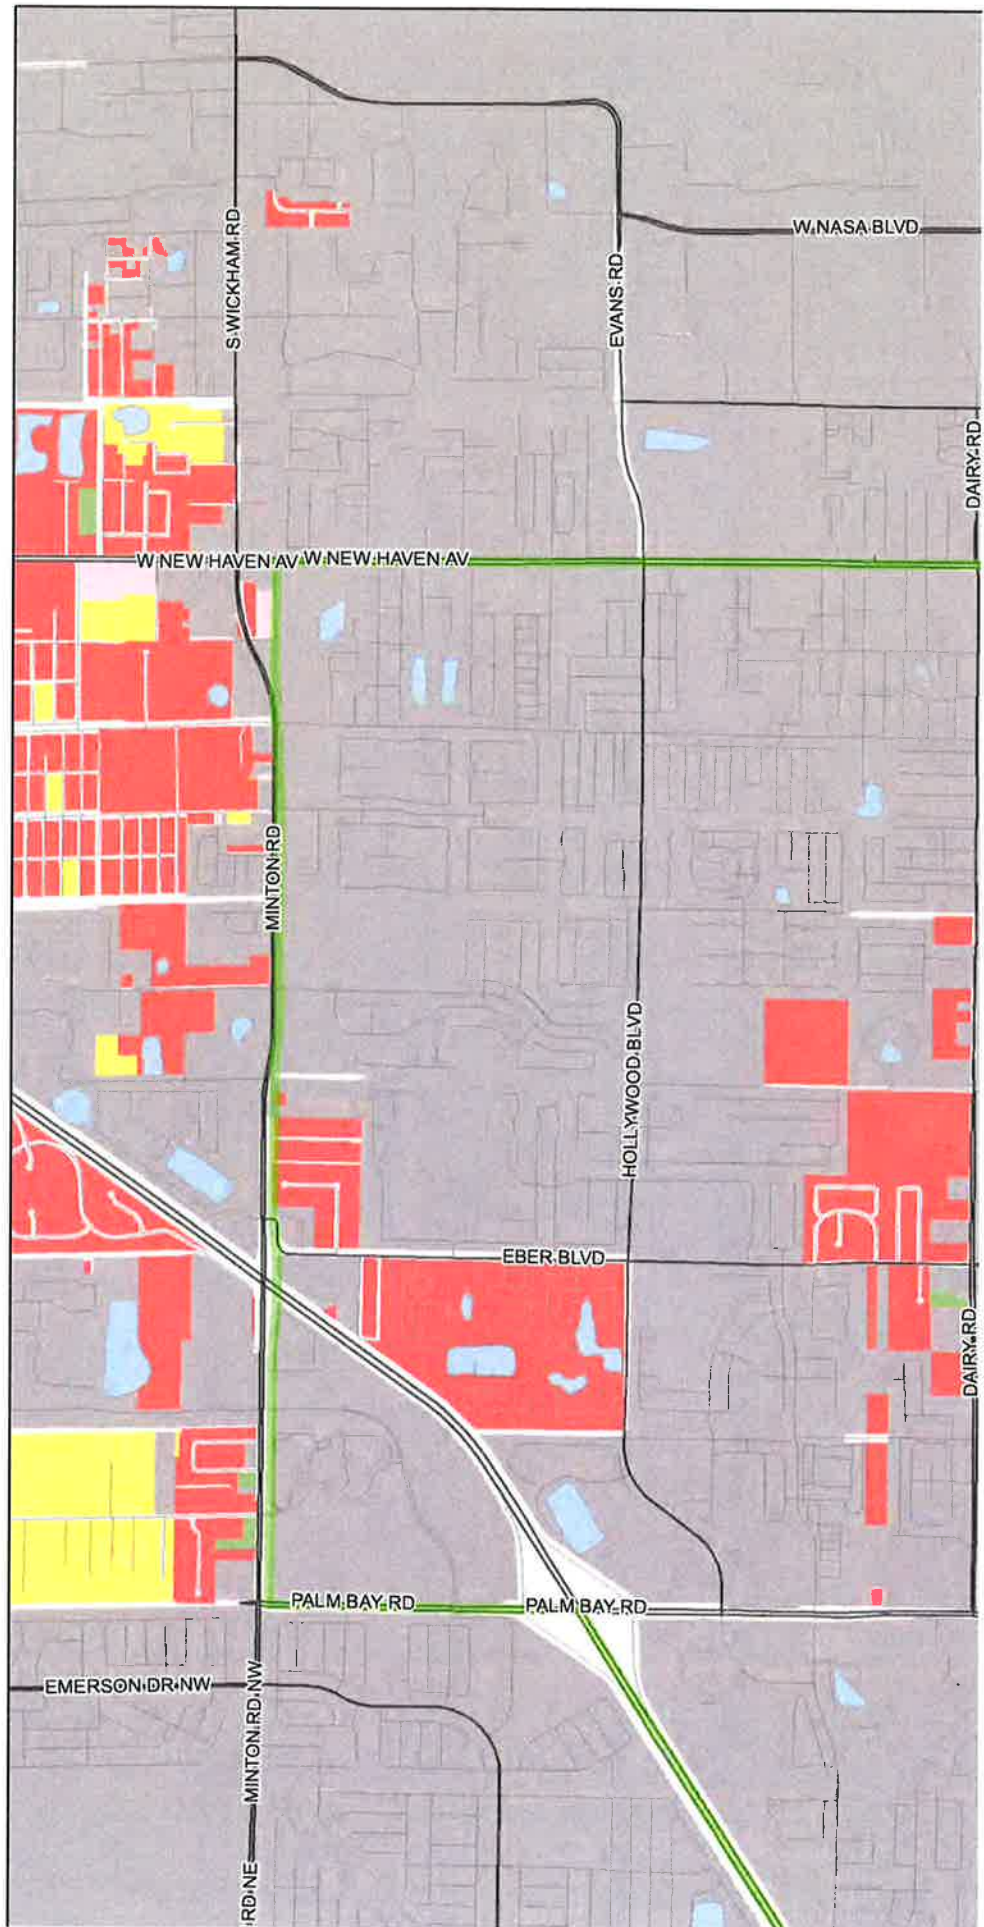 S WICKHAM RD
W NASA BLVD
EVANS RD
DAIRY RD
W NEW HAVEN AV
W NEW HAVEN AV
MINTON RD
HOLLYWOOD BLVD
EBER BLVD
DAIRY RD
PALM BAY RD
PALM BAY RD
EMERSON DR NW
MINTON RD NW
RD NE